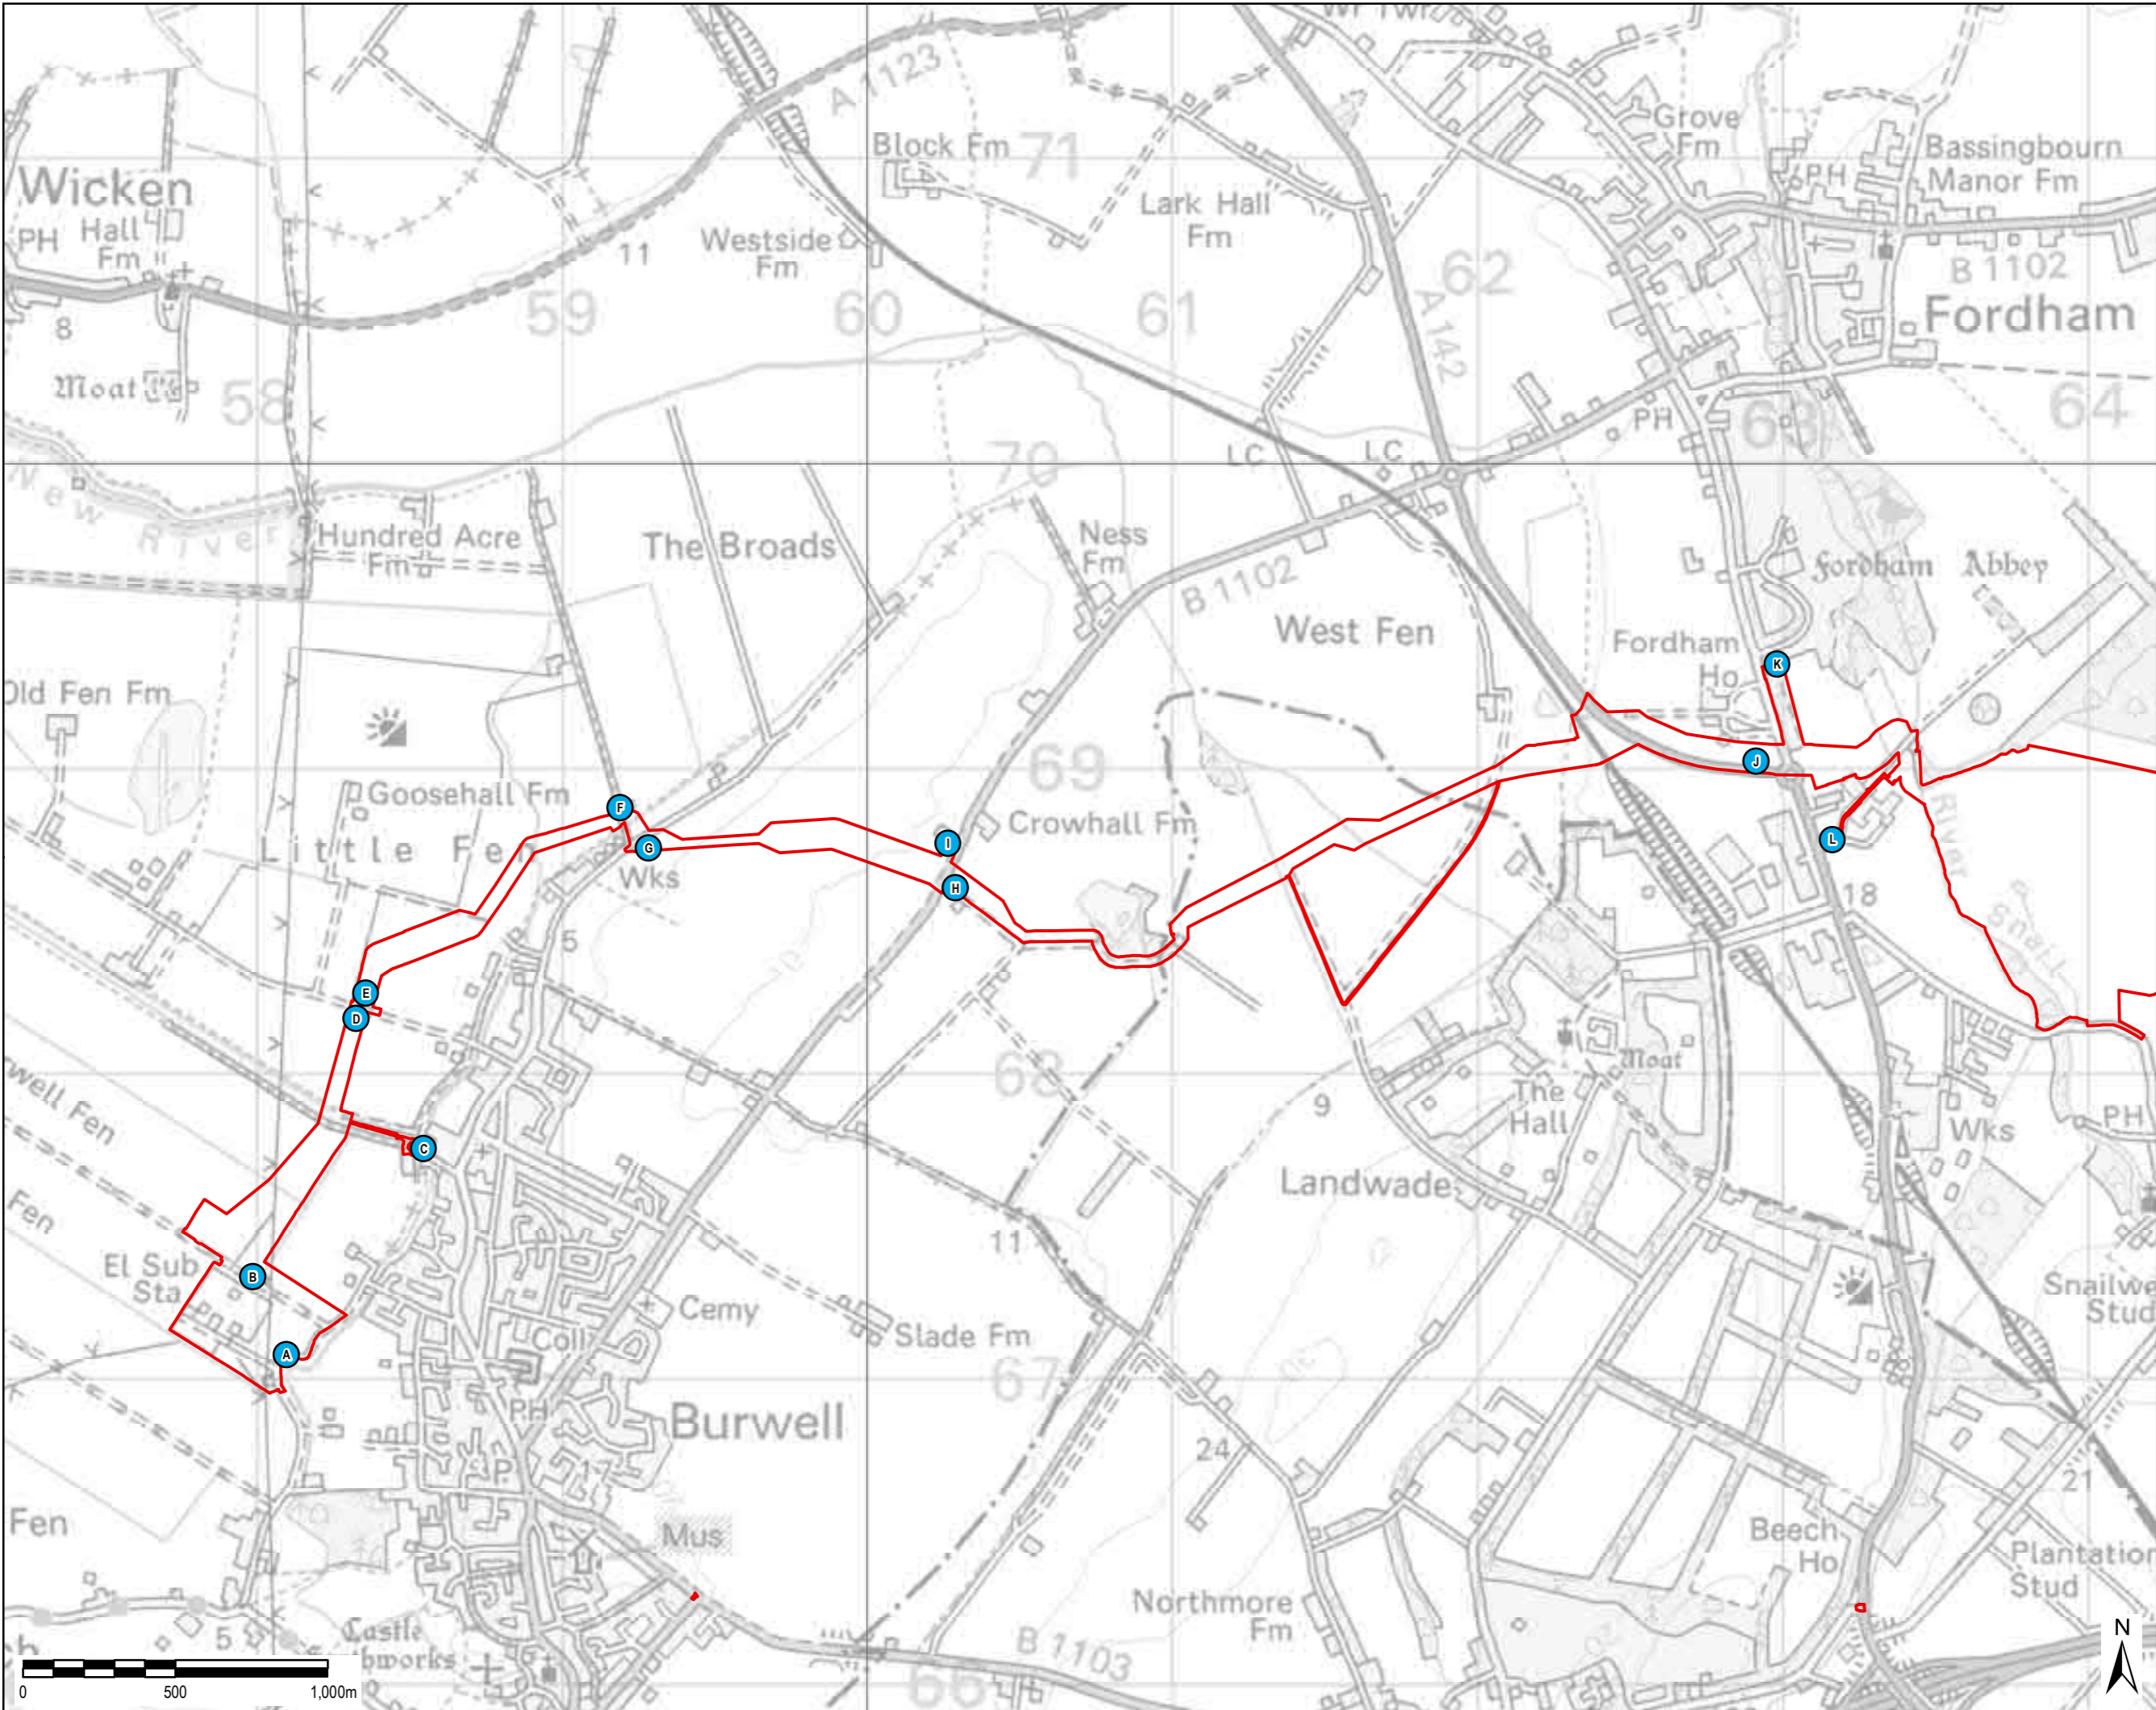 A 1123
Block Fm
71
Grove
Fm
PH
Bassingbourn
Manor Fm
Wicken
PH
Hall
Fm
11
Westside
Fm
Lark Hall
Fm
62
A 142
B 1102
Fordham
8
59
60
61
Moat
58
63
64
PH
LC
LC
70
New River
Hundred Acre
Fm
The Broads
Ness
Fm
B 1102
West Fen
Fordham Abbey
Fordham
Ho
K
Old Fen Fm
69
J
Goosehall Fm
F
G
I
Crowhall Fm
L
Little Fen
Wks
H
18
River
Snail
5
E
D
68
Moat
9
The
Hall
Wks
PH
C
Landwade
Fen
11
El Sub
Sta
B
Cemy
A
Coll
Slade Fm
67
PH
Burwell
24
21
Fen
Mus
Beech
Ho
Plantation
Stud
Northmore
Fm
5
Castle
B 1103
66
N
0 500 1,000m